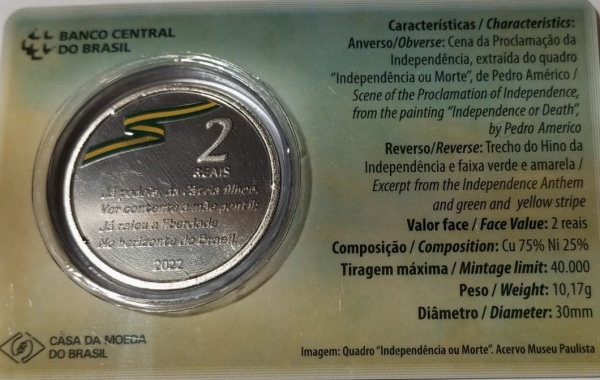 BANCO CENTRAL
DO BRASIL
2
REAIS
Já podeis, da Pátria filhos,
Ver contente a mãe gentil;
Já raiou a liberdade
No horizonte do Brasil.
2022
CASA DA MOEDA
DO BRASIL
Características / Characteristics:
Anverso/Obverse: Cena da Proclamação da
Independência, extraída do quadro
“Independência ou Morte”, de Pedro Américo /
Scene of the Proclamation of Independence,
from the painting “Independence or Death”,
by Pedro Americo
Reverso/Reverse: Trecho do Hino da
Independência e faixa verde e amarela /
Excerpt from the Independence Anthem
and green and yellow stripe
Valor face / Face Value: 2 reais
Composição / Composition: Cu 75% Ni 25%
Tiragem máxima / Mintage limit: 40.000
Peso / Weight: 10,17g
Diâmetro / Diameter: 30mm
Imagem: Quadro “Independência ou Morte”. Acervo Museu Paulista